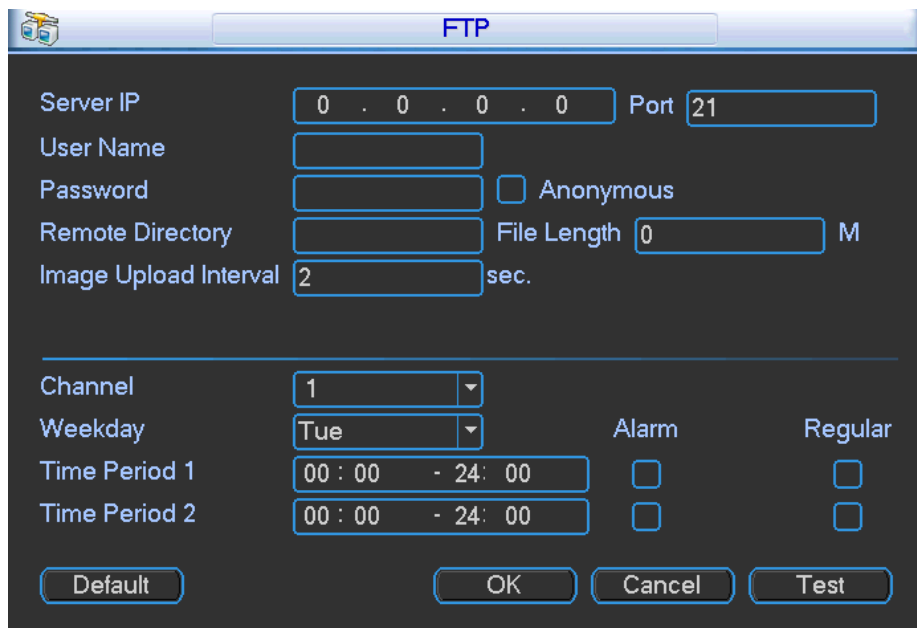 FTP
Server IP 0 . 0 . 0 . 0 Port 21
User Name
Password Anonymous
Remote Directory File Length 0 M
Image Upload Interval 2 sec.
Channel 1
Weekday Tue Alarm Regular
Time Period 1 00 : 00 - 24: 00
Time Period 2 00 : 00 - 24: 00
Default OK Cancel Test